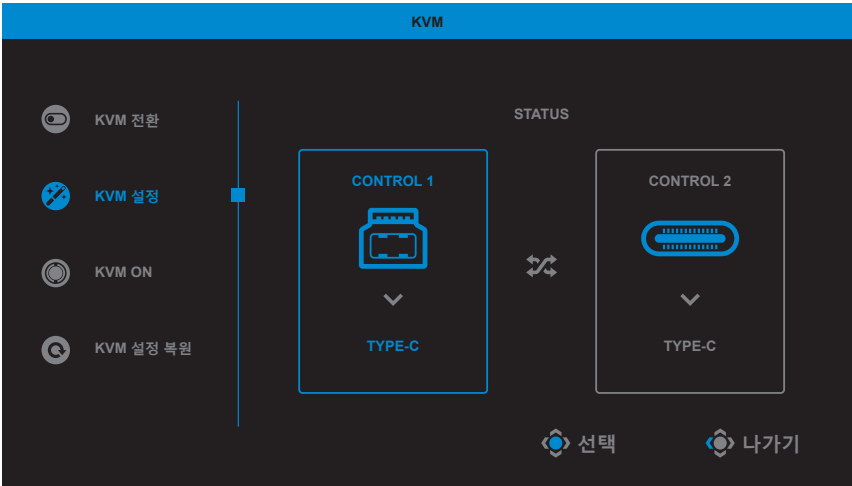 KVM
KVM 전환
KVM 설정
KVM ON
KVM 설정 복원
STATUS
CONTROL 1
TYPE-C
CONTROL 2
TYPE-C
선택
나가기